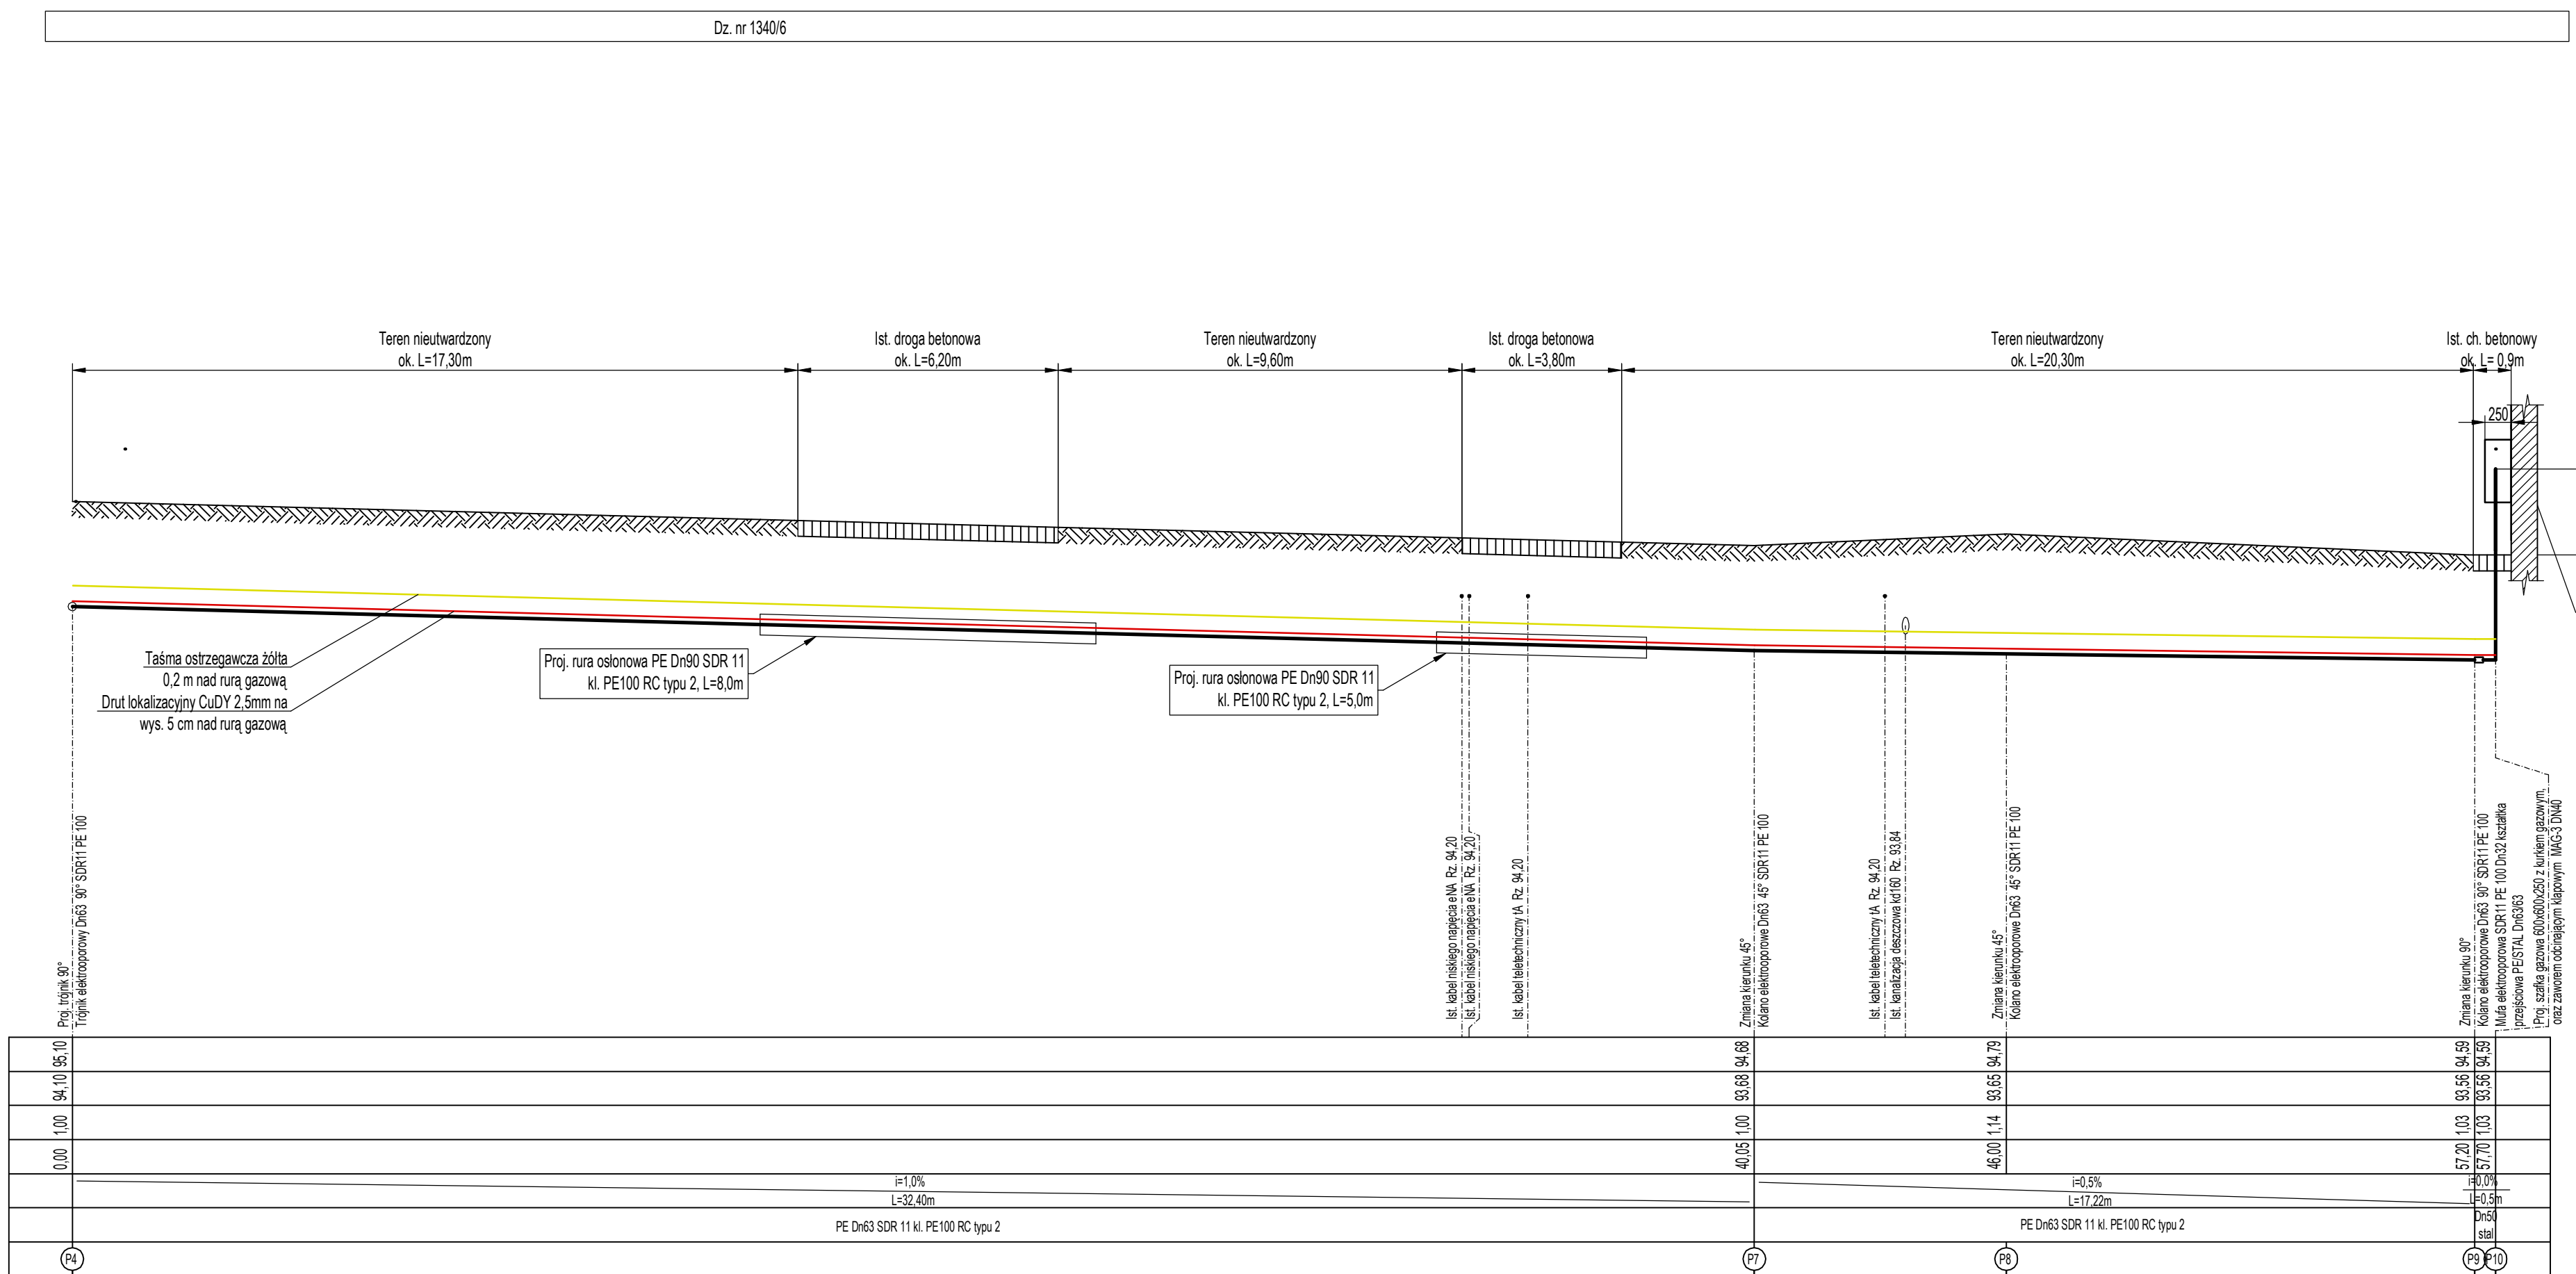 Dz. nr 1340/6
Teren nieutwardzony
ok. L=17,30m
Ist. droga betonowa
ok. L=6,20m
Teren nieutwardzony
ok. L=9,60m
Ist. droga betonowa
ok. L=3,80m
Teren nieutwardzony
ok. L=20,30m
Ist. ch. betonowy
ok. L= 0,9m
250
Taśma ostrzegawcza żółta
0,2 m nad rurą gazową
Drut lokalizacyjny CuDY 2,5mm na
wys. 5 cm nad rurą gazową
Proj. rura osłonowa PE Dn90 SDR 11
kl. PE100 RC typu 2, L=8,0m
Proj. rura osłonowa PE Dn90 SDR 11
kl. PE100 RC typu 2, L=5,0m
Proj. trójnik 90°
Trójnik elektrooporowy Dn63 90° SDR11 PE 100
Ist. kabel niskiego napięcia eNA Rz. 94,20
Ist. kabel niskiego napięcia eNA Rz. 94,20
Ist. kabel teletechniczny tA Rz. 94,20
Zmiana kierunku 45°
Kolano elektrooporowe Dn63 45° SDR11 PE 100
Ist. kabel teletechniczny tA Rz. 94,20
Ist. kanalizacja deszczowa kd160 Rz. 93,84
Zmiana kierunku 45°
Kolano elektrooporowe Dn63 45° SDR11 PE 100
Zmiana kierunku 90°
Kolano elektrooporowe Dn63 90° SDR11 PE 100
Mufa elektrooporowa SDR11 PE 100 Dn32 kształtka
przejściowa PE/STAL Dn63/63
Proj. szafka gazowa 600x600x250 z kurkiem gazowym,
oraz zaworem odcinającym klapowym MAG-3 DN40
95,10 94,68 94,79 94,59 94,59
94,10 93,68 93,65 93,56 93,56
1,00 1,00 1,14 1,03 1,03
0,00 40,05 46,00 57,20 57,70
i=1,0% i=0,5% i=0,0%
L=32,40m L=17,22m L=0,5m
PE Dn63 SDR 11 kl. PE100 RC typu 2
PE Dn63 SDR 11 kl. PE100 RC typu 2
Dn50
stal
P4 P7 P8 P9 P10